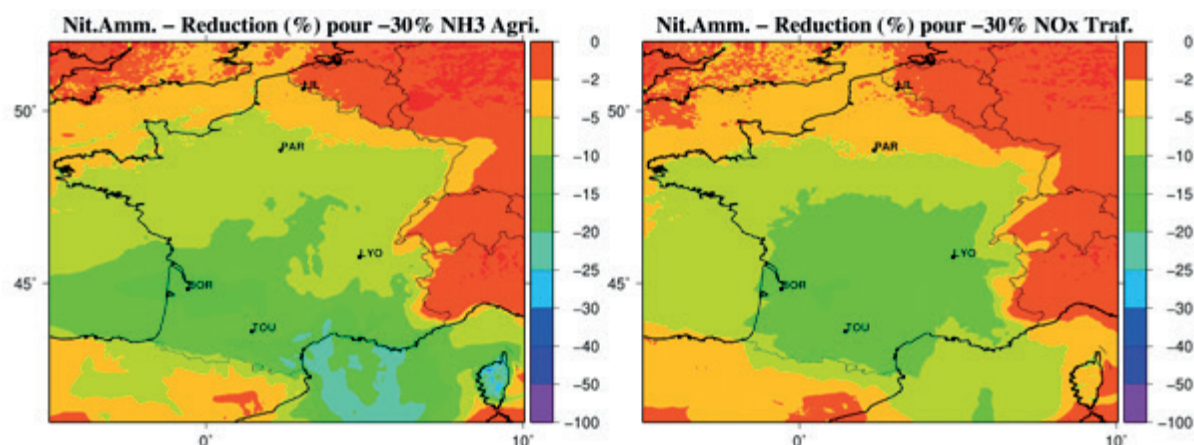 Nit.Amm. – Reduction (%) pour –30% NH3 Agri.
50˚
45˚
0˚
10˚
LIL
PAR
LYO
BOR
TOU
0
–2
–5
–10
–15
–20
–25
–30
–40
–50
–100
Nit.Amm. – Reduction (%) pour –30% NOx Traf.
50˚
45˚
0˚
10˚
LIL
PAR
LYO
BOR
TOU
0
–2
–5
–10
–15
–20
–25
–30
–40
–50
–100